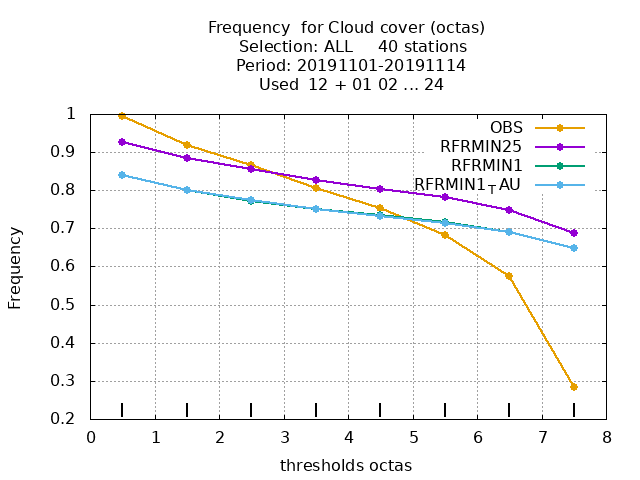 Frequency  for Cloud cover (octas)
Selection: ALL     40 stations
Period: 20191101-20191114
Used  12 + 01 02 ... 24
1
OBS
RFRMIN25
RFRMIN1
RFRMIN1_TAU
0.9
0.8
0.7
0.6
0.5
0.4
0.3
0.2
Frequency
0 1 2 3 4 5 6 7 8
thresholds octas